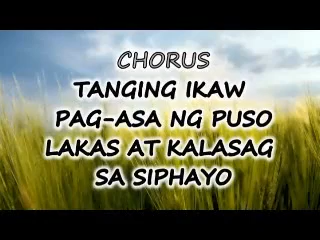 CHORUS
TANGING IKAW
PAG-ASA NG PUSO
LAKAS AT KALASAG
SA SIPHAYO